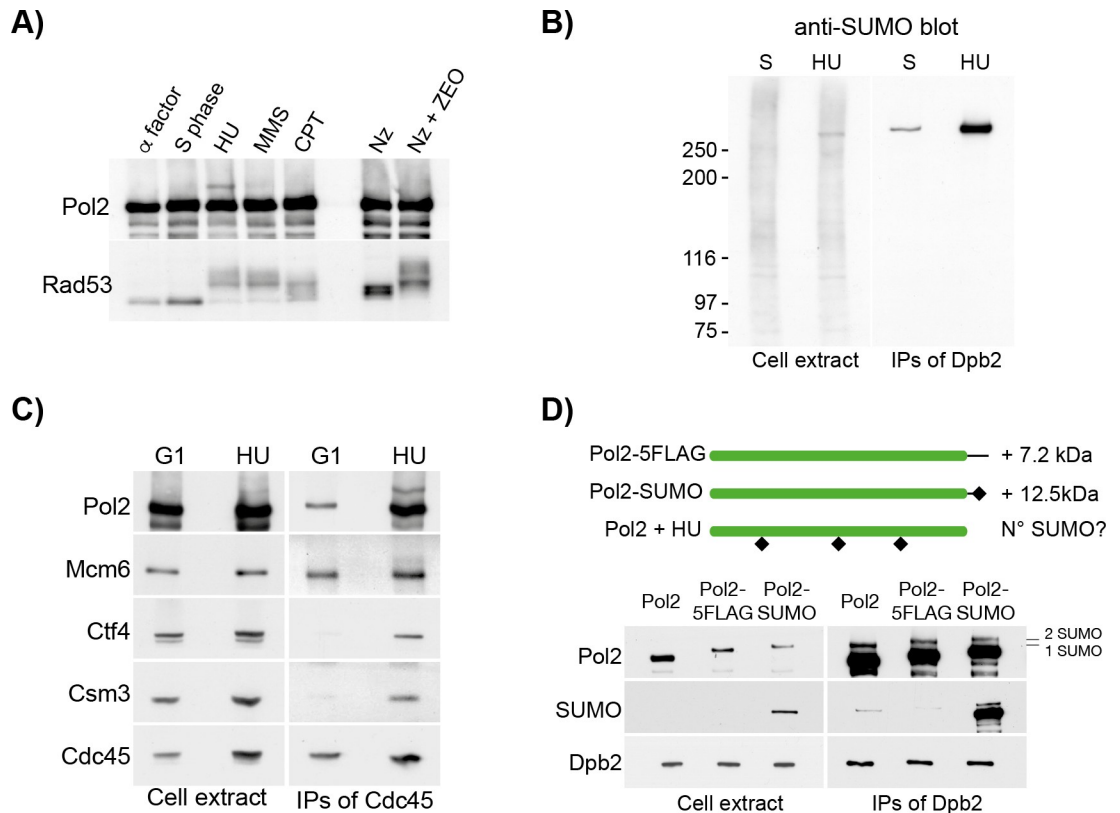 A)
α factor
S phase
HU
MMS
CPT
Nz
Nz + ZEO
Pol2
Rad53
B)
anti-SUMO blot
S HU S HU
250 -
200 -
116 -
97 -
75 -
Cell extract IPs of Dpb2
C)
G1 HU G1 HU
Pol2
Mcm6
Ctf4
Csm3
Cdc45
Cell extract IPs of Cdc45
D)
Pol2-5FLAG + 7.2 kDa
Pol2-SUMO + 12.5kDa
Pol2 + HU N° SUMO?
Pol2 Pol2-5FLAG Pol2-SUMO Pol2 Pol2-5FLAG Pol2-SUMO
2 SUMO
1 SUMO
Pol2
SUMO
Dpb2
Cell extract IPs of Dpb2